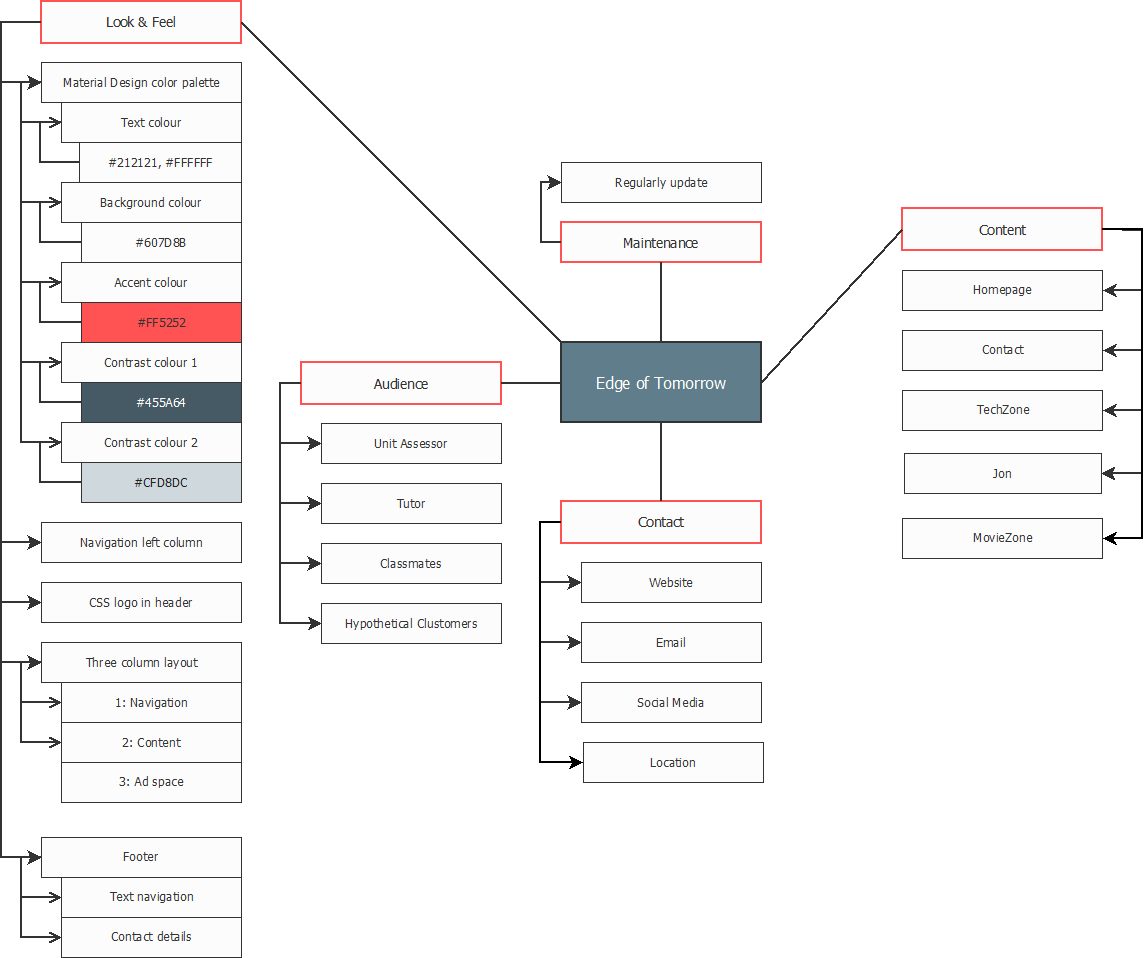 Look & Feel
Material Design color palette
Text colour
#212121, #FFFFFF
Background colour
#607D8B
Accent colour
#FF5252
Contrast colour 1
#455A64
Contrast colour 2
#CFD8DC
Navigation left column
CSS logo in header
Three column layout
1: Navigation
2: Content
3: Ad space
Footer
Text navigation
Contact details
Regularly update
Maintenance
Edge of Tomorrow
Audience
Unit Assessor
Tutor
Classmates
Hypothetical Clustomers
Contact
Website
Email
Social Media
Location
Content
Homepage
Contact
TechZone
Jon
MovieZone